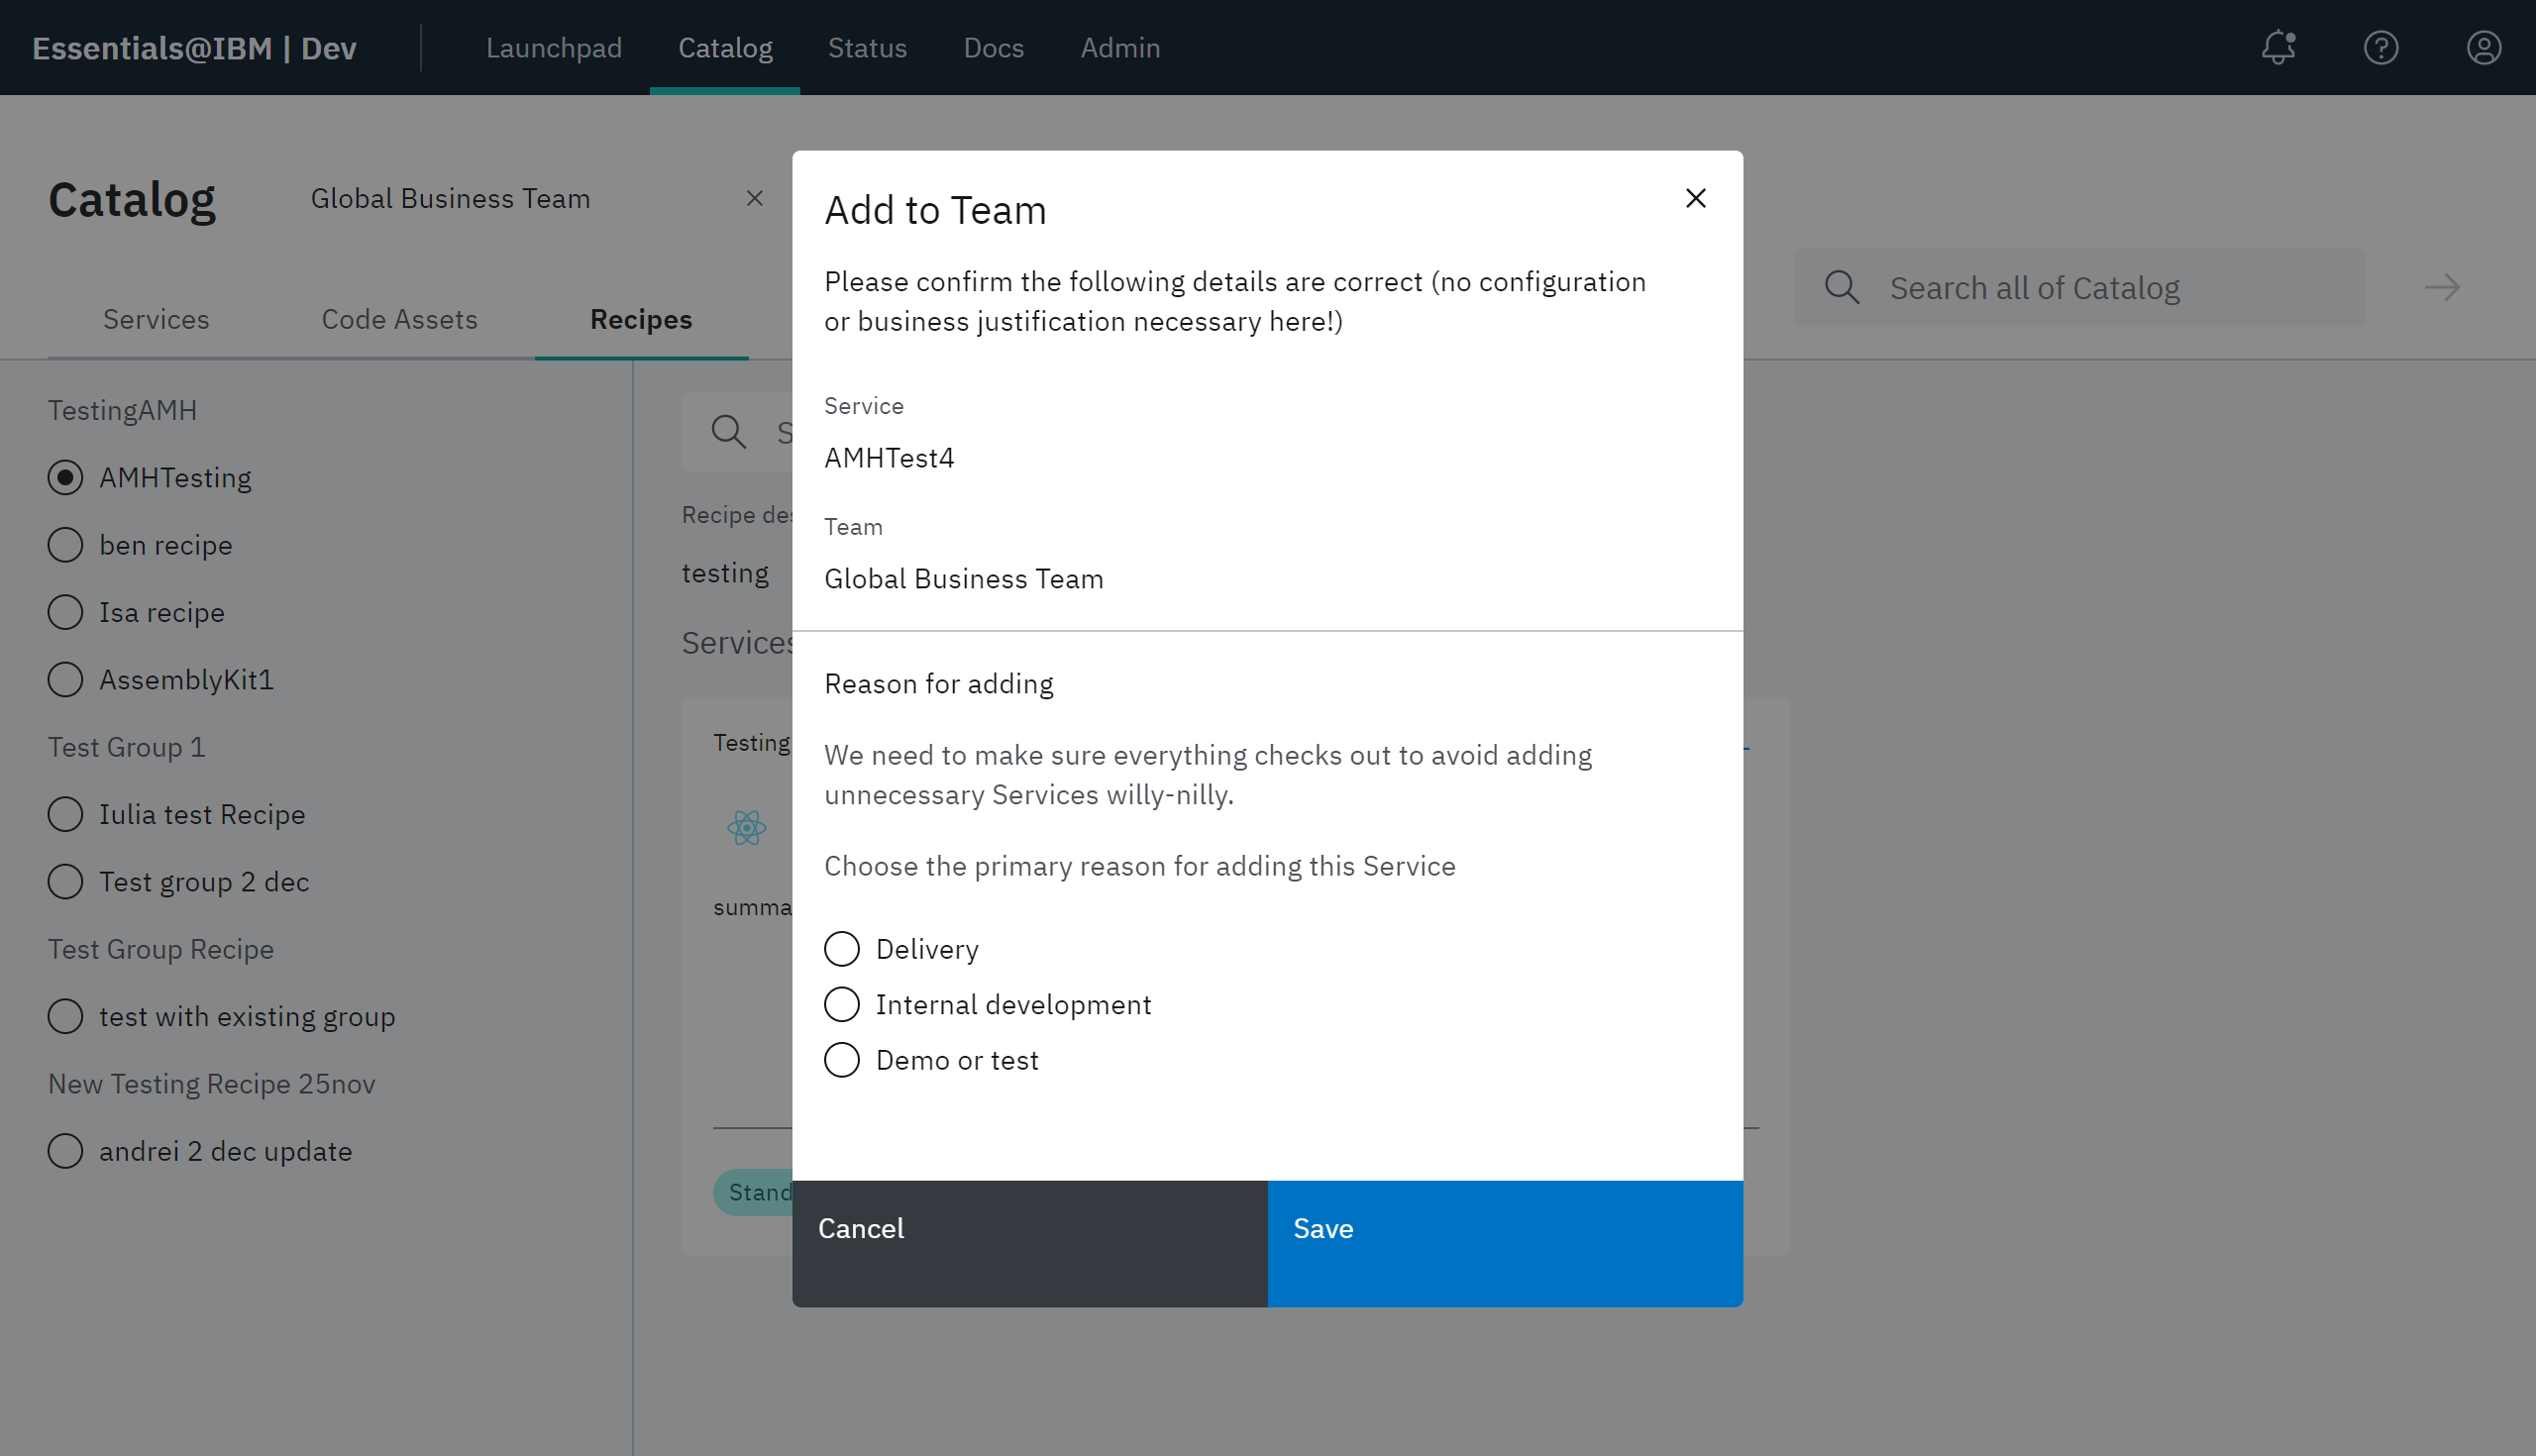 Essentials@IBM | Dev
Launchpad
Catalog
Status
Docs
Admin
Catalog
Global Business Team
Search all of Catalog
Services
Code Assets
Recipes
TestingAMH
AMHTesting
ben recipe
Isa recipe
AssemblyKit1
Test Group 1
Iulia test Recipe
Test group 2 dec
Test Group Recipe
test with existing group
New Testing Recipe 25nov
andrei 2 dec update
Recipe
testing
Services
Testing
Add to Team
Please confirm the following details are correct (no configuration
or business justification necessary here!)
Service
AMHTest4
Team
Global Business Team
Reason for adding
We need to make sure everything checks out to avoid adding
unnecessary Services willy-nilly.
Choose the primary reason for adding this Service
Delivery
Internal development
Demo or test
Cancel
Save